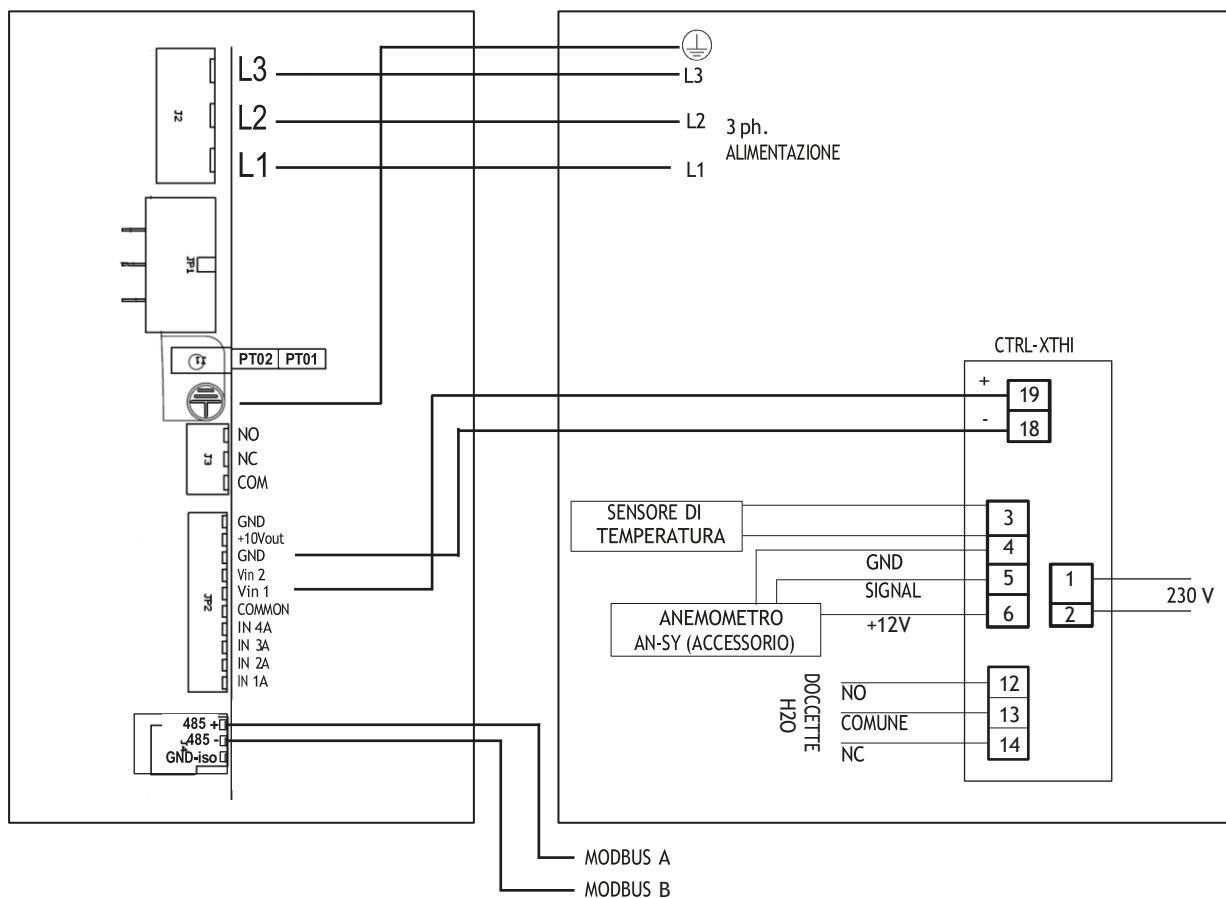 L3
L2
L1
J2
JP1
J1
PT02 PT01
NO
NC
COM
J3
GND
+10Vout
GND
Vin 2
Vin 1
COMMON
IN 4A
IN 3A
IN 2A
IN 1A
JP2
485 +
485 -
GND-iso
L3
L2
L1
3 ph.
ALIMENTAZIONE
CTRL-XTHI
+
19
-
18
SENSORE DI
TEMPERATURA
3
4
GND
5
SIGNAL
6
+12V
ANEMOMETRO
AN-SY (ACCESSORIO)
1
2
230 V
DOCCETTE
H2O
NO
12
COMUNE
13
NC
14
MODBUS A
MODBUS B